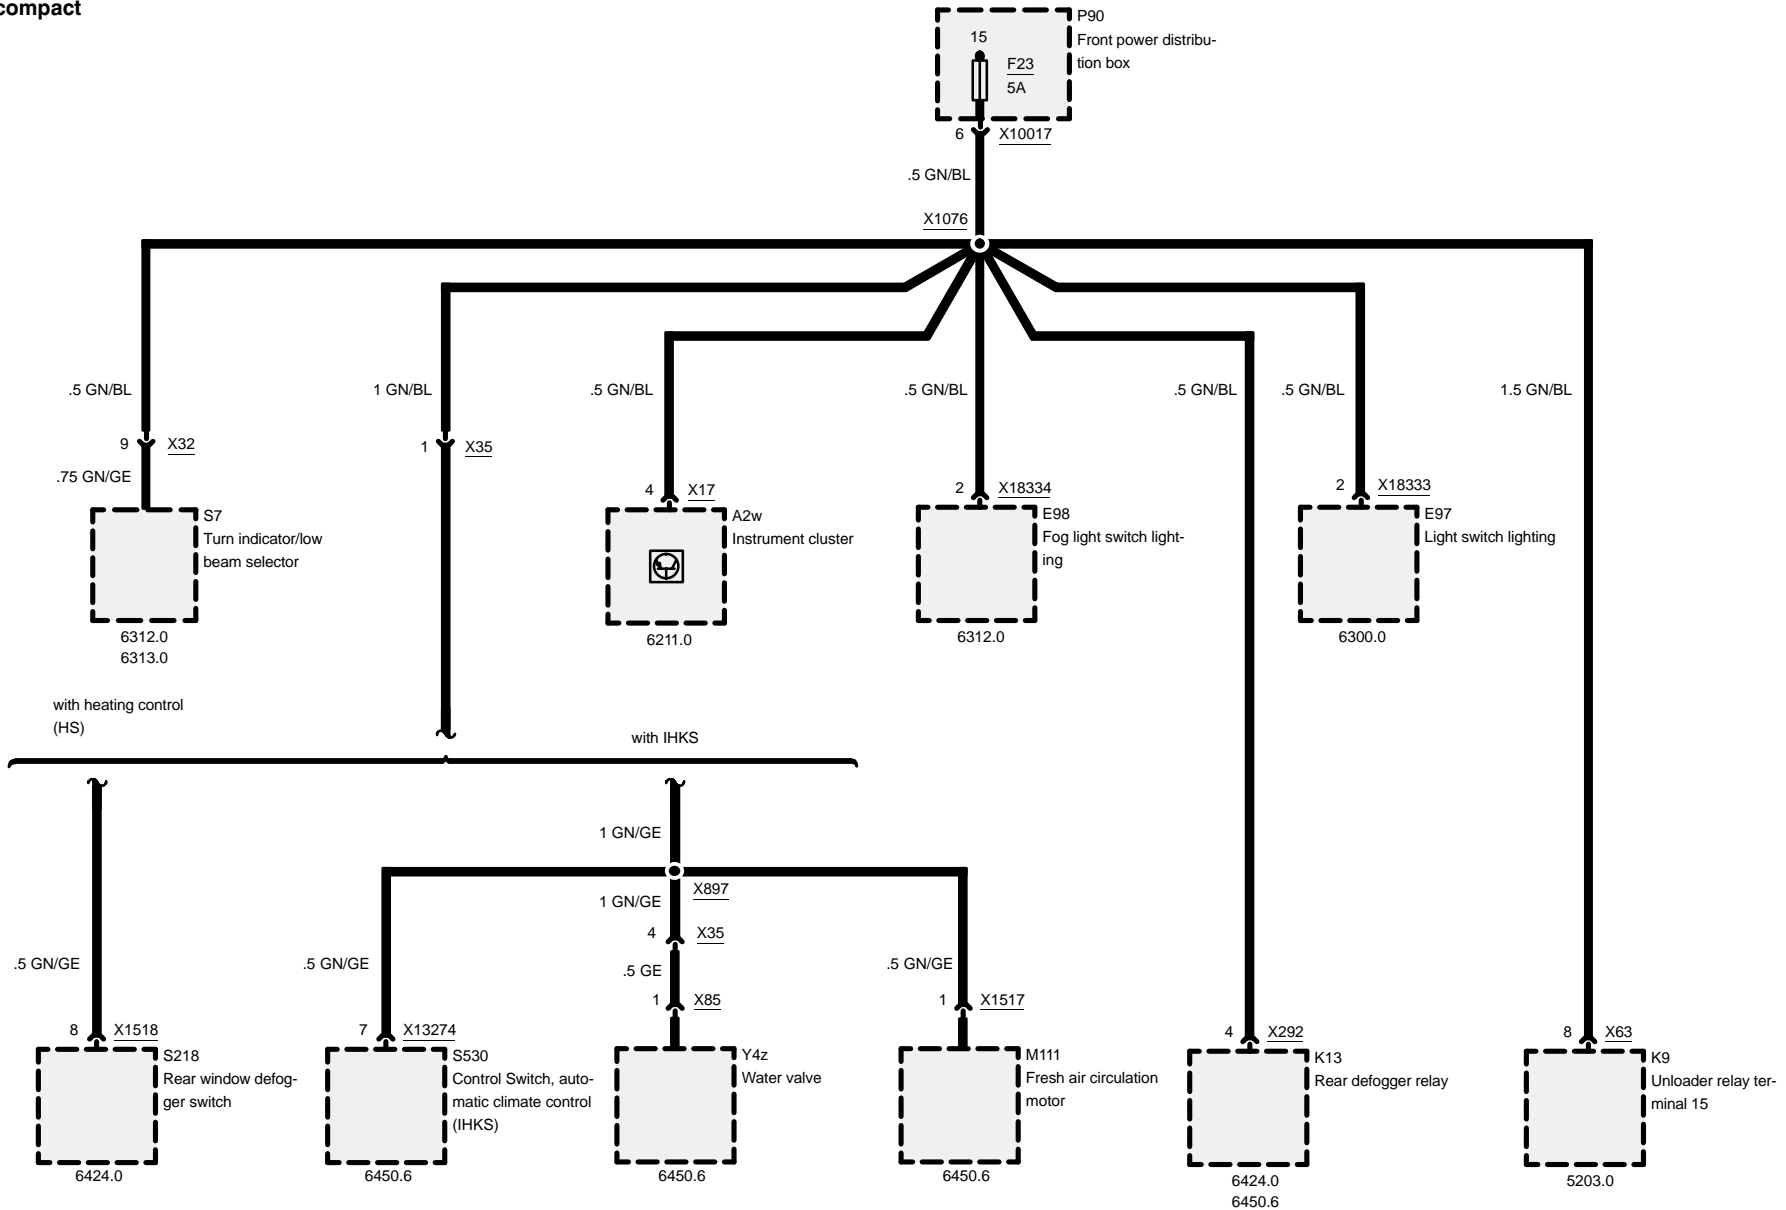 compact
P90
Front power distribu-
tion box
15
F23
5A
6
X10017
.5 GN/BL
X1076
.5 GN/BL
1 GN/BL
.5 GN/BL
.5 GN/BL
.5 GN/BL
.5 GN/BL
1.5 GN/BL
9
X32
1
X35
.75 GN/GE
4
X17
2
X18334
2
X18333
S7
Turn indicator/low
beam selector
A2w
Instrument cluster
E98
Fog light switch light-
ing
E97
Light switch lighting
6312.0
6313.0
6211.0
6312.0
6300.0
with heating control
(HS)
with IHKS
1 GN/GE
X897
1 GN/GE
4
X35
.5 GN/GE
.5 GN/GE
.5 GE
.5 GN/GE
1
X85
1
X1517
8
X1518
7
X13274
4
X292
8
X63
S218
Rear window defog-
ger switch
S530
Control Switch, auto-
matic climate control
(IHKS)
Y4z
Water valve
M111
Fresh air circulation
motor
K13
Rear defogger relay
K9
Unloader relay ter-
minal 15
6424.0
6450.6
6450.6
6450.6
6424.0
6450.6
5203.0